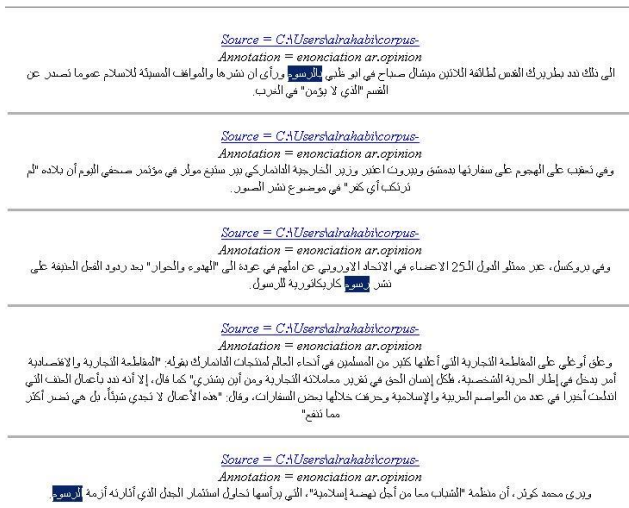 Source = C:\Users\alrahabi\corpus-
Annotation = enonciation ar.opinion
الى ذلك ندد بطريرك القدس لطائفة اللاتين ميشال صباح في ابو ظبي بالرسوم ورأى ان نشرها والمواقف المسيئة للاسلام عموما تصدر عن
القسم "الذي لا يؤمن" في الغرب.
Source = C:\Users\alrahabi\corpus-
Annotation = enonciation ar.opinion
وفي تعقيب على الهجوم على سفارتها بدمشق وبيروت اعتبر وزير الخارجية الدانماركي بير ستيغ مولر في مؤتمر صحفي اليوم أن بلاده "لم
ترتكب أي كفر" في موضوع نشر الصور.
Source = C:\Users\alrahabi\corpus-
Annotation = enonciation ar.opinion
وفي بروكسل، عبر ممثلو الدول الـ25 الاعضاء في الاتحاد الاوروبي عن املهم في عودة الى "الهدوء والحوار" بعد ردود الفعل العنيفة على
نشر رسوم كاريكاتورية للرسول.
Source = C:\Users\alrahabi\corpus-
Annotation = enonciation ar.opinion
وعلق أوغلي على المقاطعة التجارية التي أعلنها كثير من المسلمين في أنحاء العالم لمنتجات الدانمارك بقوله: "المقاطعة التجارية والاقتصادية
أمر يدخل في إطار الحرية الشخصية، فلكل إنسان الحق في تقرير معاملاته التجارية ومن أين يشتري" كما قال، إلا أنه ندد بأعمال العنف التي
اندلعت أخيرا في عدد من العواصم العربية والإسلامية وحرقت خلالها بعض السفارات، وقال: "هذه الأعمال لا تجدي شيئاً، بل هي تضر أكثر
مما تنفع"
Source = C:\Users\alrahabi\corpus-
Annotation = enonciation ar.opinion
ويرى محمد كوثر، أن منظمة "الشباب معا من أجل نهضة إسلامية"، التي يرأسها تحاول استثمار الجدل الذي أثارته أزمة الرسوم.